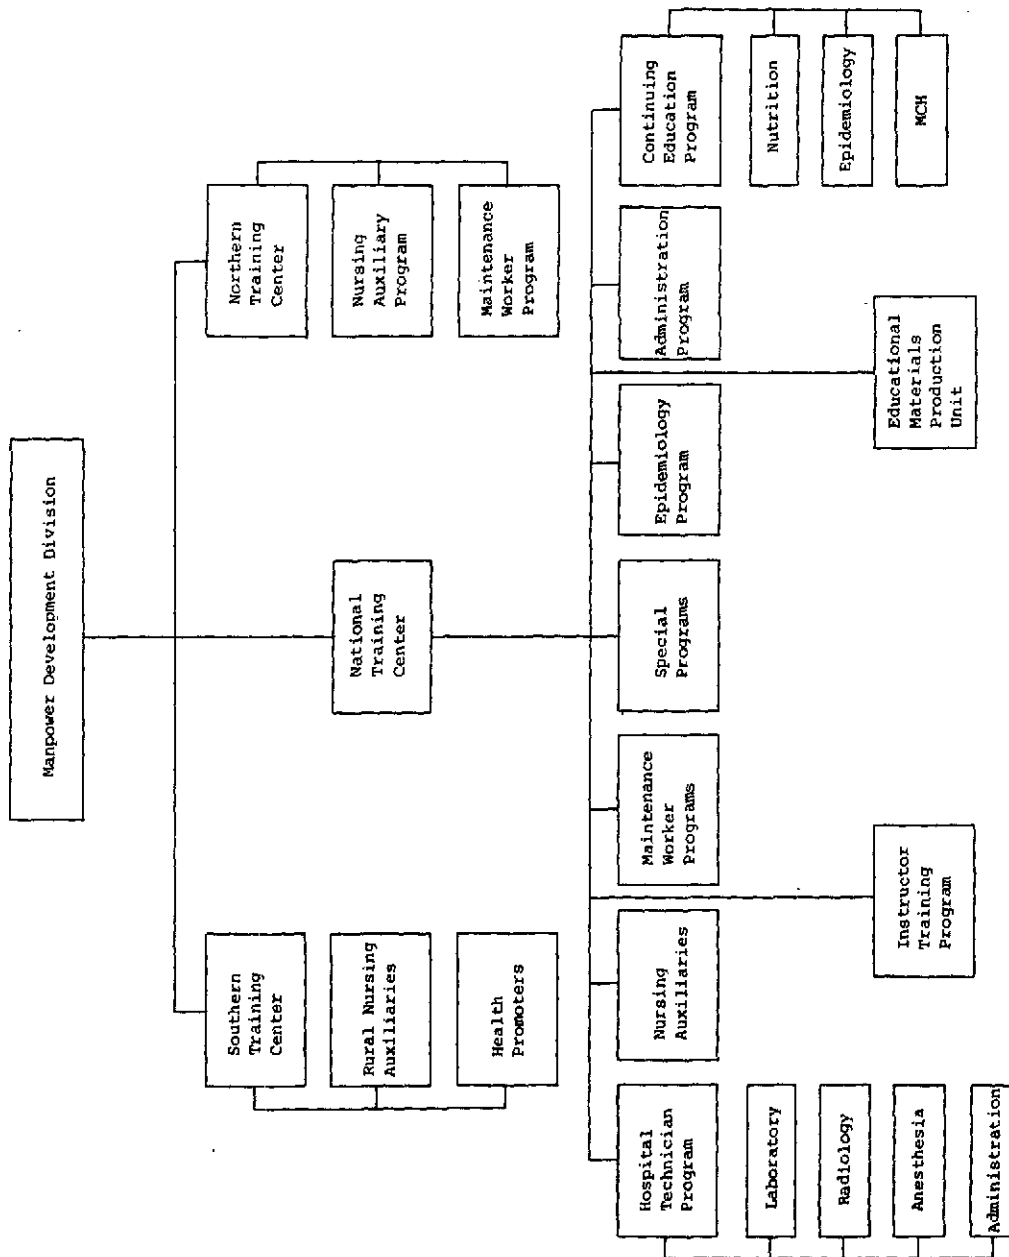 Manpower Development Division
Southern
Training
Center
Rural Nursing
Auxiliaries
Health
Promoters
National
Training
Center
Northern
Training
Center
Nursing
Auxiliary
Program
Maintenance
Worker
Program
Hospital
Technician
Program
Laboratory
Radiology
Anesthesia
Administration
Nursing
Auxiliaries
Maintenance
Worker
Programs
Special
Programs
Epidemiology
Program
Administration
Program
Continuing
Education
Program
Nutrition
Epidemiology
MCH
Instructor
Training
Program
Educational
Materials
Production
Unit